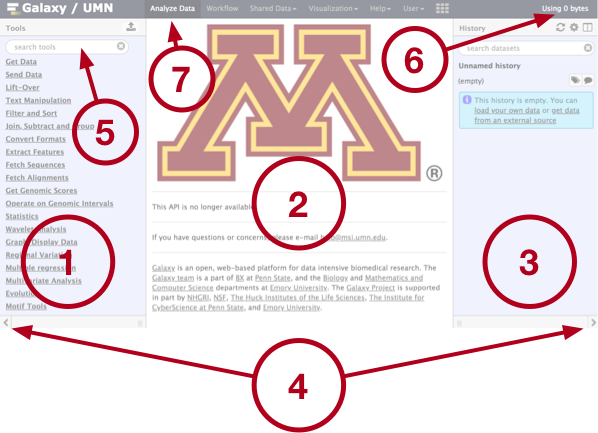 Galaxy / UMN
Analyze Data Workflow Shared Data Visualization Help User
Using 0 bytes
Tools
search tools
Get Data
Send Data
Lift-Over
Text Manipulation
Filter and Sort
Join, Subtract and Group
Convert Formats
Extract Features
Fetch Sequences
Fetch Alignments
Get Genomic Scores
Operate on Genomic Intervals
Statistics
Wavelet Analysis
Graph/Display Data
Regional Variation
Multiple regression
Multivariate Analysis
Evolution
Motif Tools
1
5
7
M
®
This API is no longer available.
2
If you have questions or concerns, please e-mail help@msi.umn.edu.
Galaxy is an open, web-based platform for data intensive biomedical research. The
Galaxy team is a part of BX at Penn State, and the Biology and Mathematics and
Computer Science departments at Emory University. The Galaxy Project is supported
in part by NHGRI, NSF, The Huck Institutes of the Life Sciences, The Institute for
CyberScience at Penn State, and Emory University.
6
History
search datasets
Unnamed history
(empty)
This history is empty. You can
load your own data or get data
from an external source
3
4